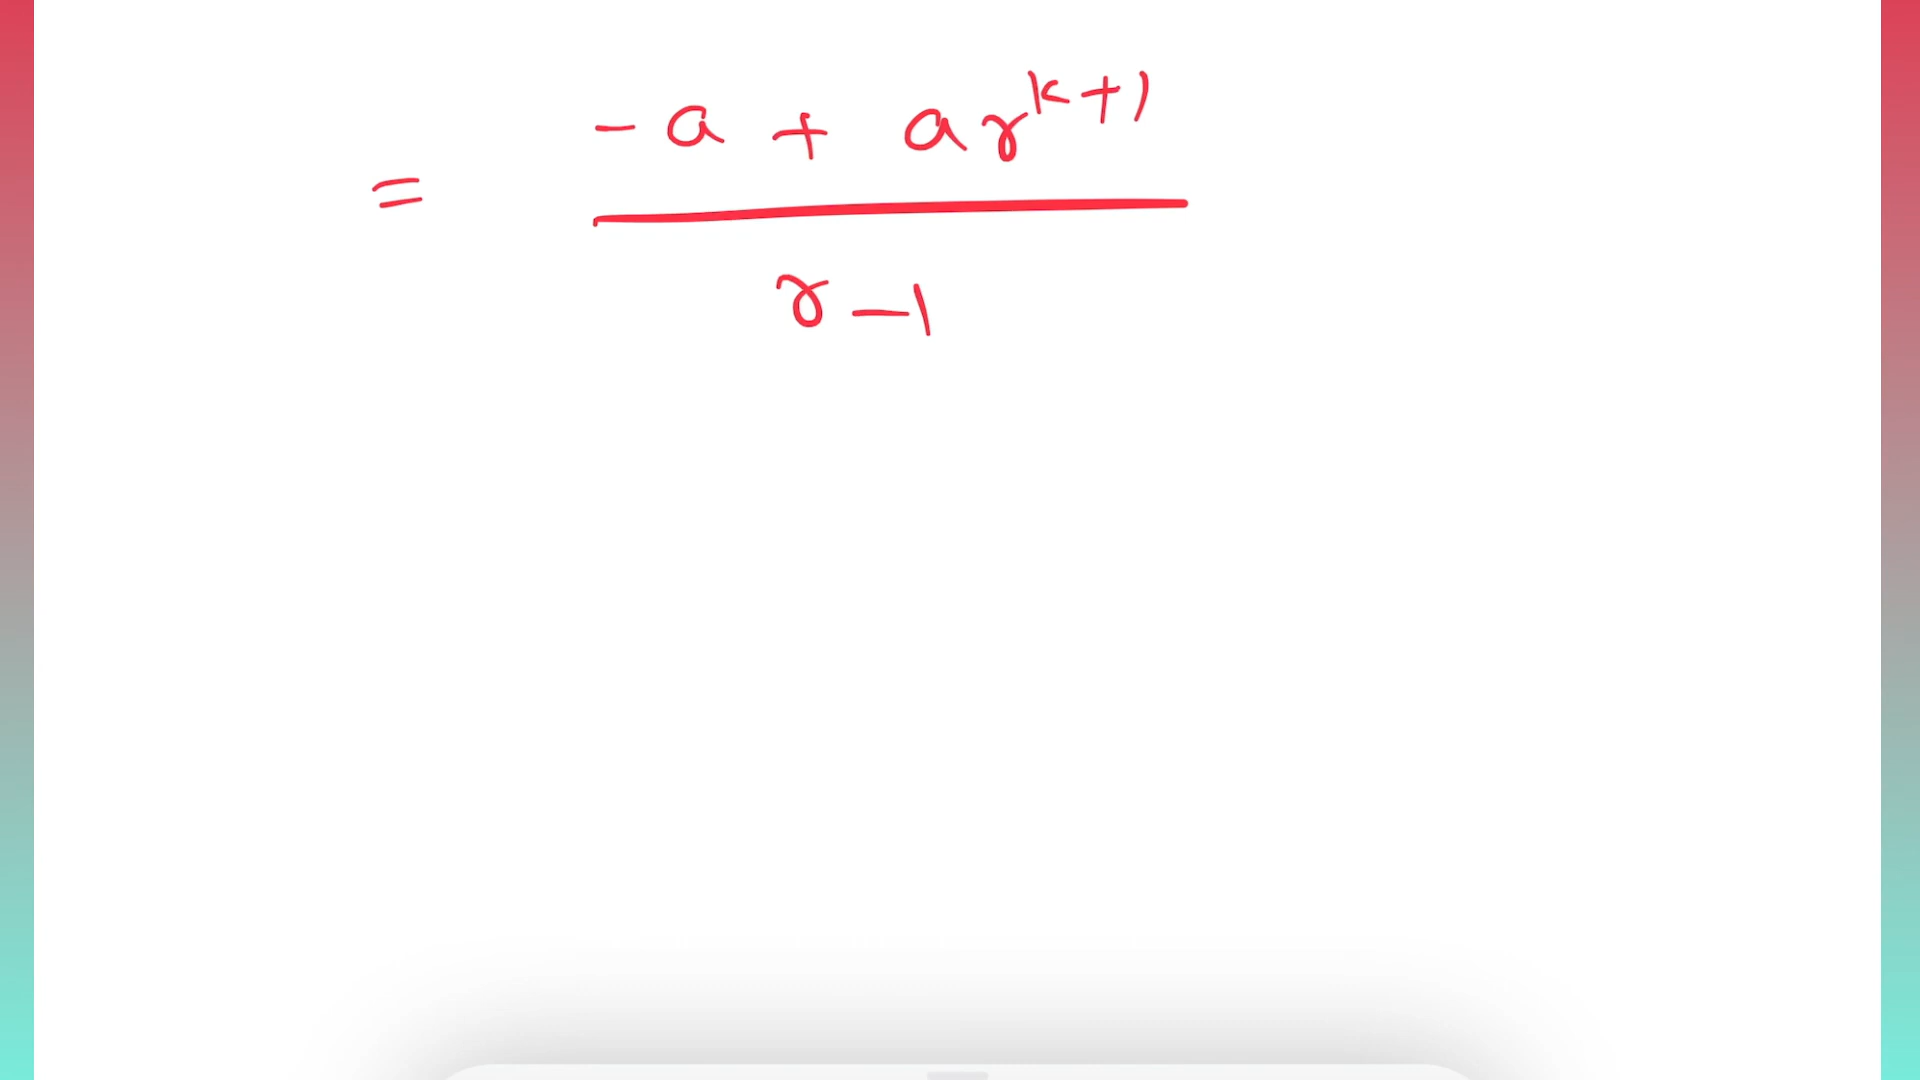 = -a + ar^{k+1}
r-1